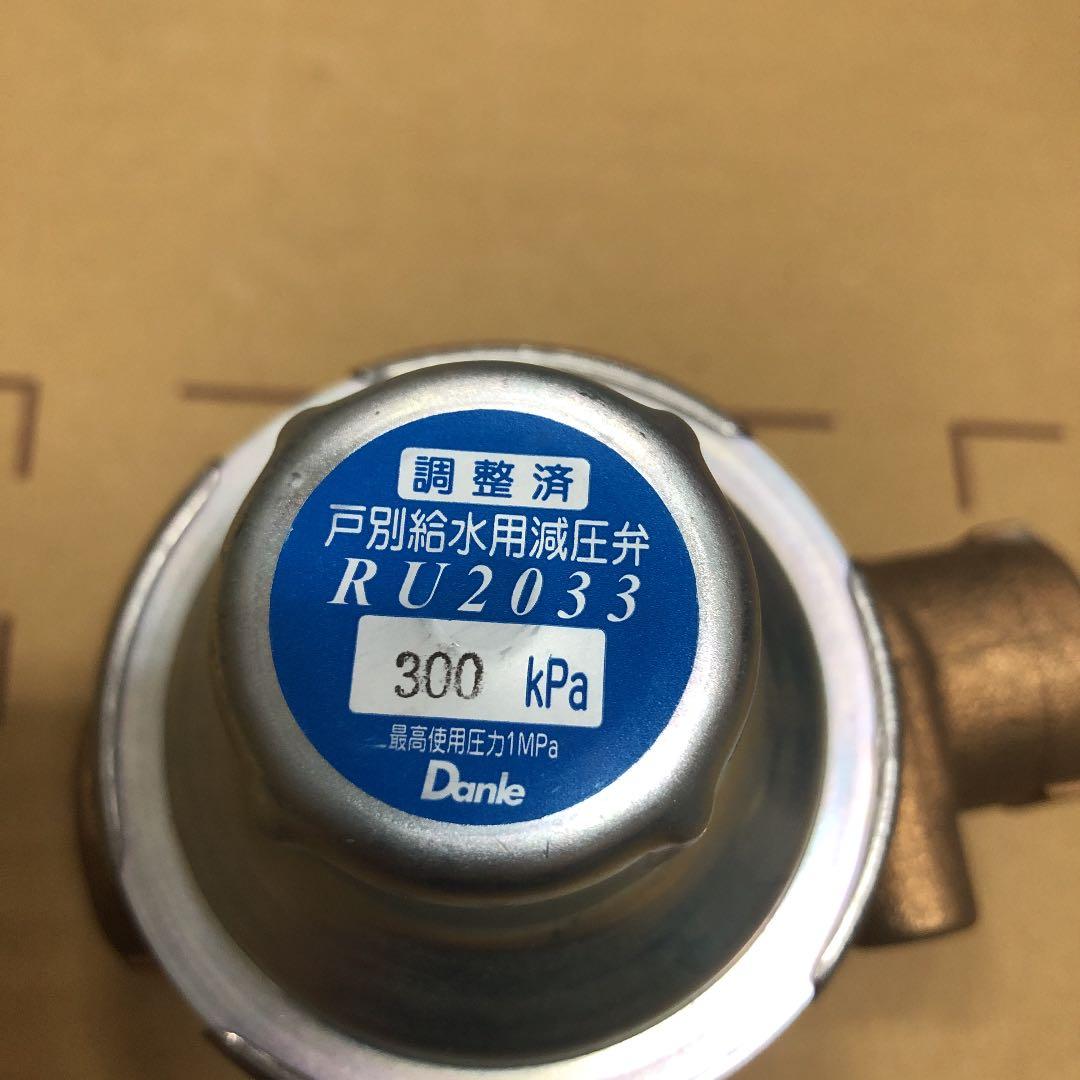 調整済
戸別給水用減圧弁
RU2033
300 kPa
最高使用圧力1MPa
Danle